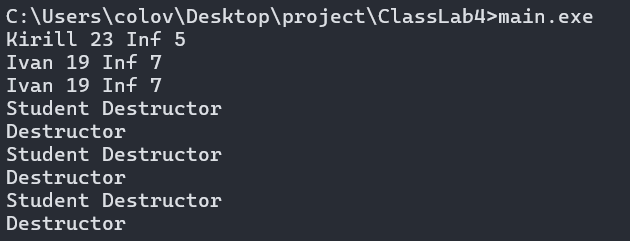 C:\Users\colov\Desktop\project\ClassLab4>main.exe
Kirill 23 Inf 5
Ivan 19 Inf 7
Ivan 19 Inf 7
Student Destructor
Destructor
Student Destructor
Destructor
Student Destructor
Destructor